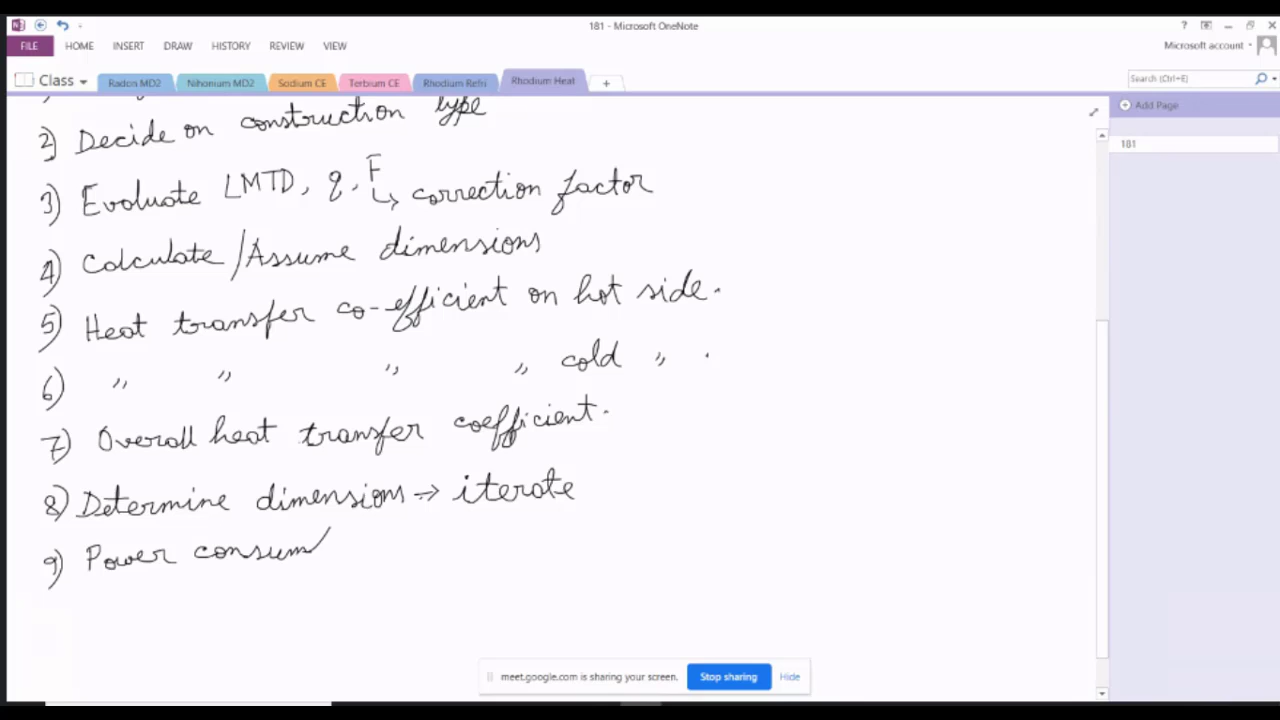 181 - Microsoft OneNote
FILE HOME INSERT DRAW HISTORY REVIEW VIEW
Microsoft account
Class Radon MD2 Nihonium MD2 Sodium CE Terbium CE Rhodium Refri Rhodium Heat +
Search (Ctrl+E)
Add Page
181
2) Decide on construction type
3) Evaluate LMTD, q, F
↳ correction factor
4) Calculate/Assume dimensions
5) Heat transfer co-efficient on hot side.
6) " " " " cold " .
7) Overall heat transfer coefficient.
8) Determine dimensions → iterate
9) Power consum
meet.google.com is sharing your screen. Stop sharing Hide